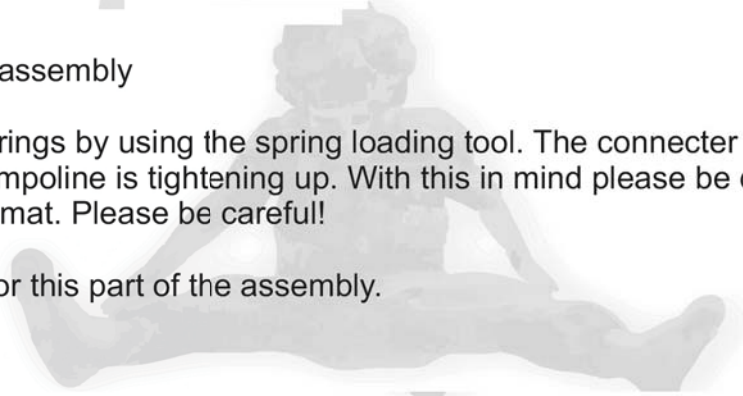 assembly
rings by using the spring loading tool. The connecter
mpoline is tightening up. With this in mind please be
mat. Please be careful!
or this part of the assembly.